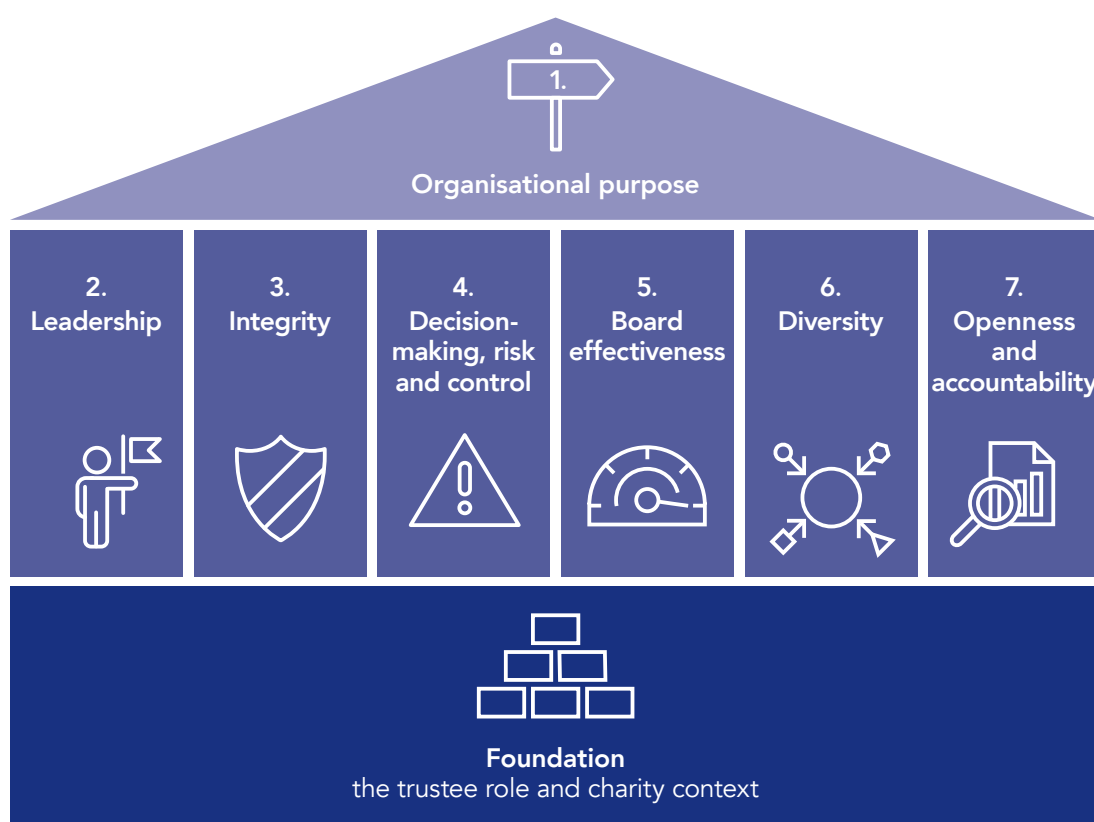 1.
Organisational purpose
2.
Leadership
3.
Integrity
4.
Decision-
making, risk
and control
5.
Board
effectiveness
6.
Diversity
7.
Openness
and
accountability
Foundation
the trustee role and charity context